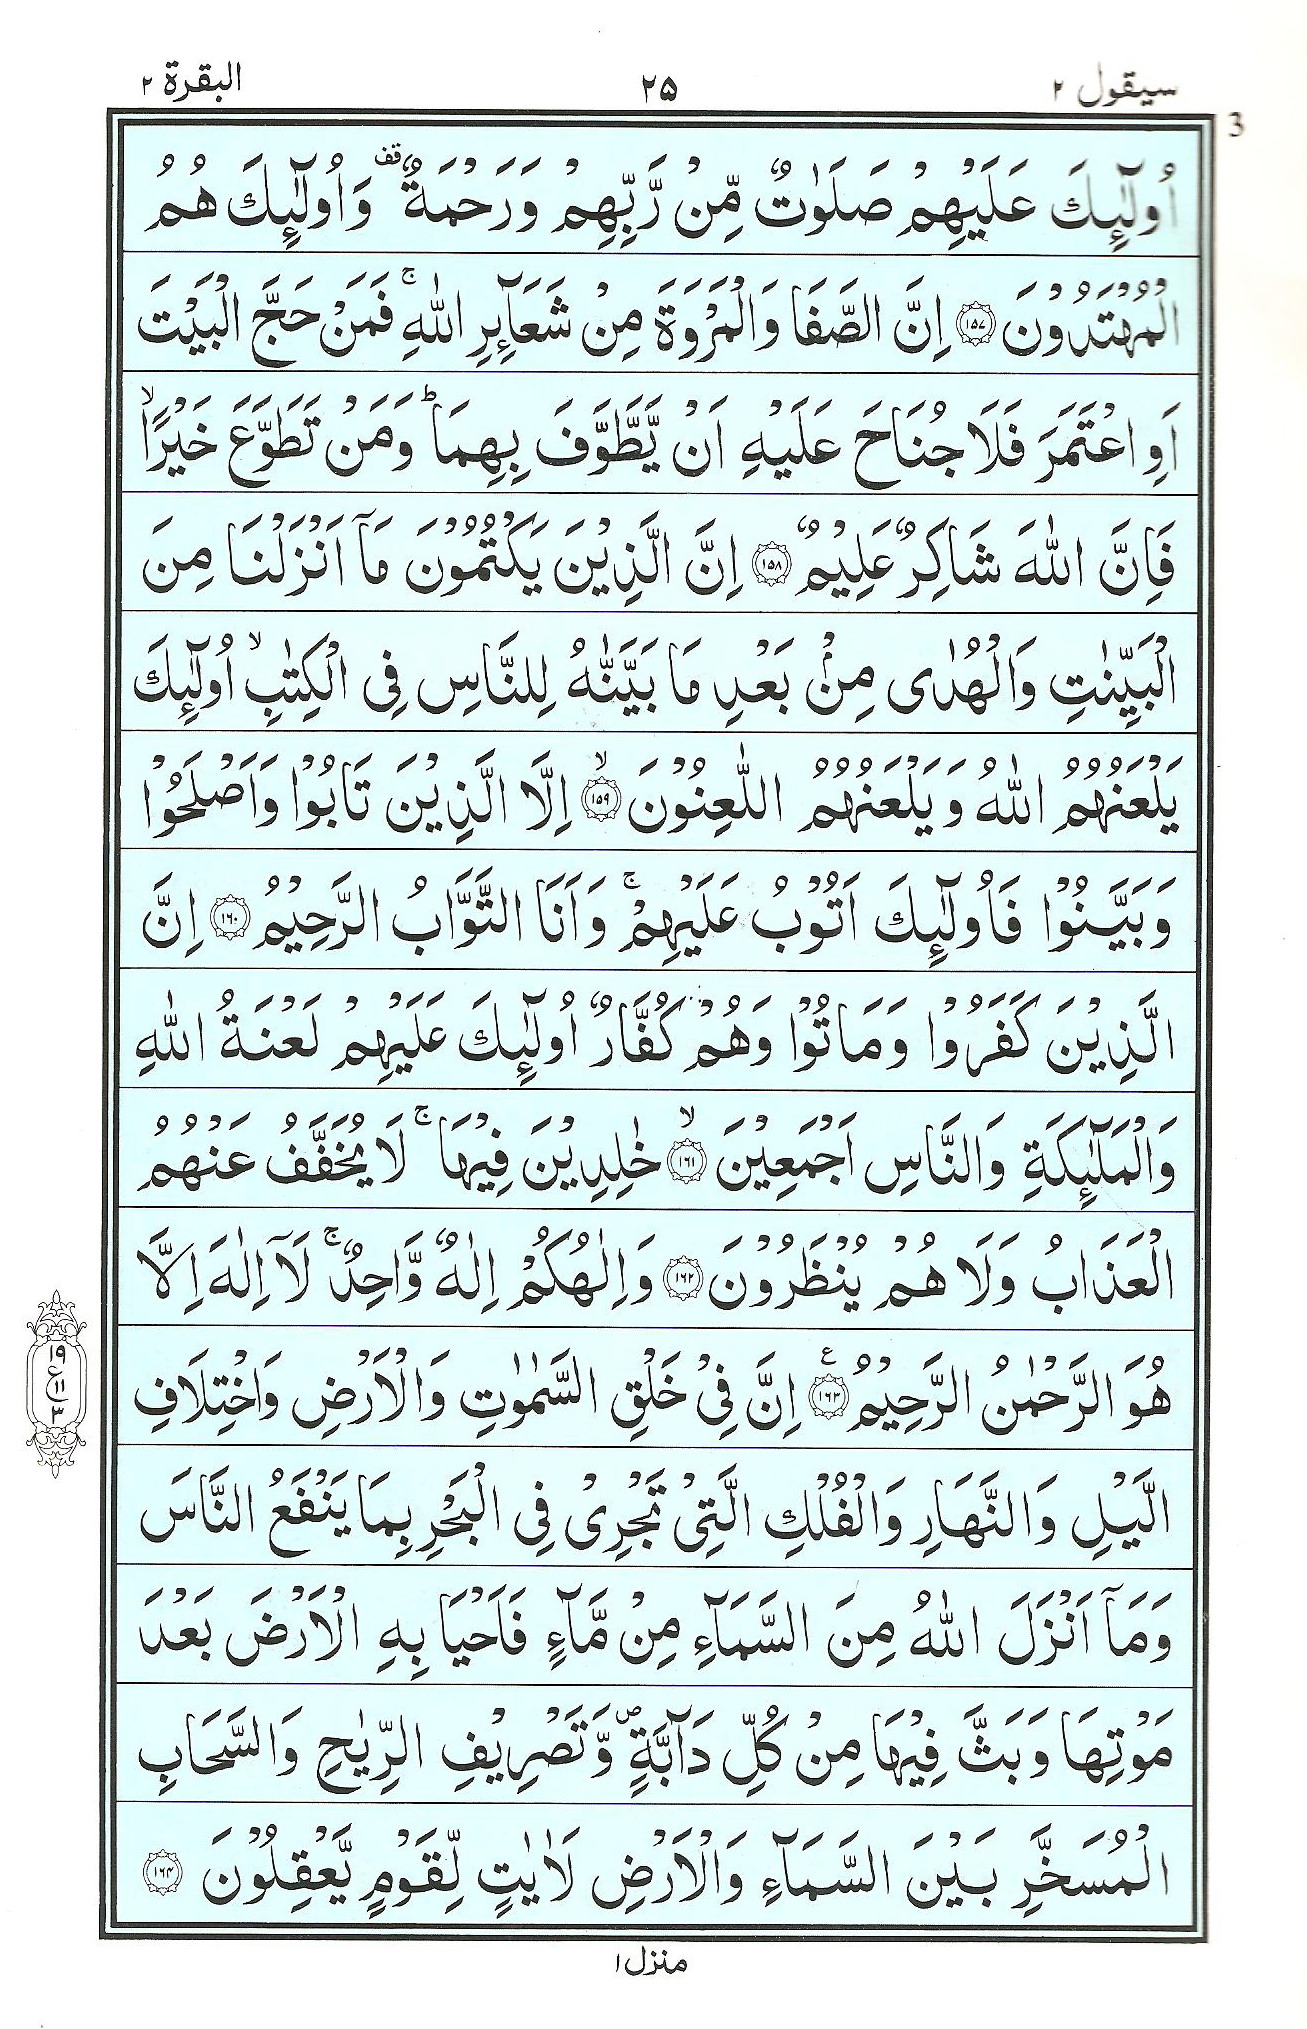 سيقول ٢
٢٥
البقرة ٢
3
اُولٰٓئِكَ عَلَيْهِمْ صَلَوٰتٌ مِّنْ رَّبِّهِمْ وَرَحْمَةٌ ۫قف وَاُولٰٓئِكَ هُمُ
الْمُهْتَدُوْنَ ﴿١٥٧﴾ اِنَّ الصَّفَا وَالْمَرْوَةَ مِنْ شَعَآئِرِ اللّٰهِ ۚ فَمَنْ حَجَّ الْبَيْتَ
اَوِ اعْتَمَرَ فَلَا جُنَاحَ عَلَيْهِ اَنْ يَّطَّوَّفَ بِهِمَا ؕ وَمَنْ تَطَوَّعَ خَيْرًا ۙ
فَاِنَّ اللّٰهَ شَاكِرٌ عَلِيْمٌ ﴿١٥٨﴾ اِنَّ الَّذِيْنَ يَكْتُمُوْنَ مَآ اَنْزَلْنَا مِنَ
الْبَيِّنٰتِ وَالْهُدٰى مِنْۢ بَعْدِ مَا بَيَّنّٰهُ لِلنَّاسِ فِى الْكِتٰبِ ۙ اُولٰٓئِكَ
يَلْعَنُهُمُ اللّٰهُ وَيَلْعَنُهُمُ اللّٰعِنُوْنَ ۙ﴿١٥٩﴾ اِلَّا الَّذِيْنَ تَابُوْا وَاَصْلَحُوْا
وَبَيَّنُوْا فَاُولٰٓئِكَ اَتُوْبُ عَلَيْهِمْ ۚ وَاَنَا التَّوَّابُ الرَّحِيْمُ ﴿١٦٠﴾ اِنَّ
الَّذِيْنَ كَفَرُوْا وَمَاتُوْا وَهُمْ كُفَّارٌ اُولٰٓئِكَ عَلَيْهِمْ لَعْنَةُ اللّٰهِ
وَالْمَلٰٓئِكَةِ وَالنَّاسِ اَجْمَعِيْنَ ۙ﴿١٦١﴾ خٰلِدِيْنَ فِيْهَا ۚ لَا يُخَفَّفُ عَنْهُمُ
الْعَذَابُ وَلَا هُمْ يُنْظَرُوْنَ ﴿١٦٢﴾ وَاِلٰهُكُمْ اِلٰهٌ وَّاحِدٌ ۚ لَآ اِلٰهَ اِلَّا
هُوَ الرَّحْمٰنُ الرَّحِيْمُ ع﴿١٦٣﴾ اِنَّ فِىْ خَلْقِ السَّمٰوٰتِ وَالْاَرْضِ وَاخْتِلَافِ
١٩
ع ١١
٣
الَّيْلِ وَالنَّهَارِ وَالْفُلْكِ الَّتِىْ تَجْرِىْ فِى الْبَحْرِ بِمَا يَنْفَعُ النَّاسَ
وَمَآ اَنْزَلَ اللّٰهُ مِنَ السَّمَآءِ مِنْ مَّآءٍ فَاَحْيَا بِهِ الْاَرْضَ بَعْدَ
مَوْتِهَا وَبَثَّ فِيْهَا مِنْ كُلِّ دَآبَّةٍ ۪ وَّتَصْرِيْفِ الرِّيٰحِ وَالسَّحَابِ
الْمُسَخَّرِ بَيْنَ السَّمَآءِ وَالْاَرْضِ لَاٰيٰتٍ لِّقَوْمٍ يَّعْقِلُوْنَ ﴿١٦٤﴾
منزل ١